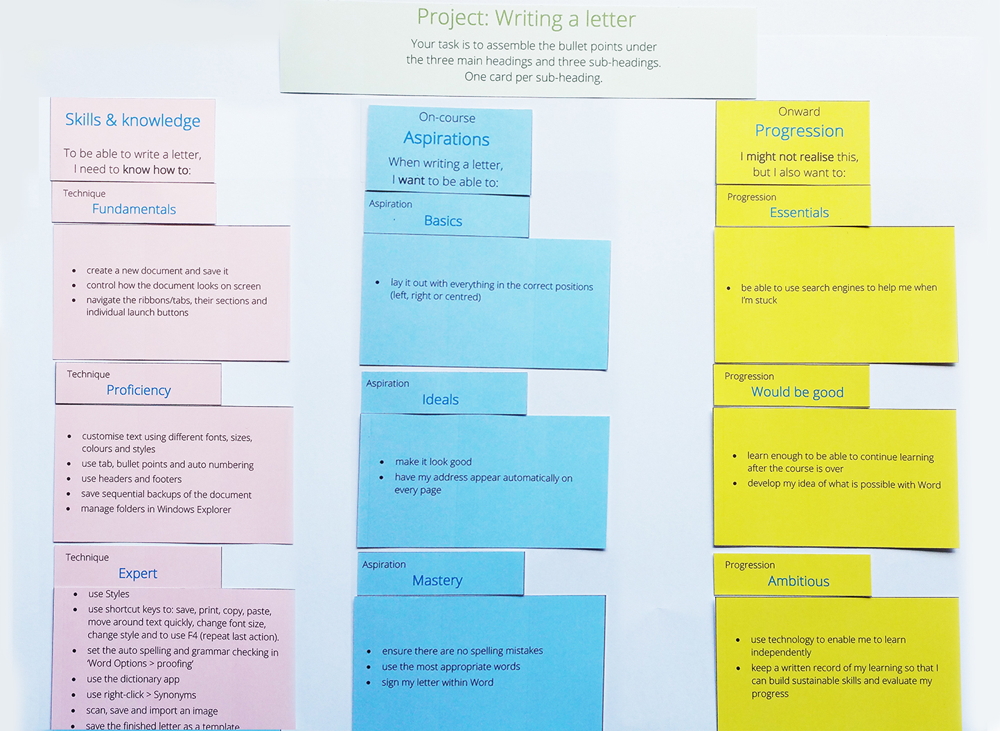 Project: Writing a letter
Your task is to assemble the bullet points under
the three main headings and three sub-headings.
One card per sub-heading.
Skills & knowledge
To be able to write a letter,
I need to know how to:
Technique
Fundamentals
• create a new document and save it
• control how the document looks on screen
• navigate the ribbons/tabs, their sections and
individual launch buttons
Technique
Proficiency
• customise text using different fonts, sizes,
colours and styles
• use tab, bullet points and auto numbering
• use headers and footers
• save sequential backups of the document
• manage folders in Windows Explorer
Technique
Expert
• use Styles
• use shortcut keys to: save, print, copy, paste,
move around text quickly, change font size,
change style and to use F4 (repeat last action).
• set the auto spelling and grammar checking in
'Word Options > proofing'
• use the dictionary app
• use right-click > Synonyms
• scan, save and import an image
• save the finished letter as a template
On-course
Aspirations
When writing a letter,
I want to be able to:
Aspiration
Basics
• lay it out with everything in the correct positions
(left, right or centred)
Aspiration
Ideals
• make it look good
• have my address appear automatically on
every page
Aspiration
Mastery
• ensure there are no spelling mistakes
• use the most appropriate words
• sign my letter within Word
Onward
Progression
I might not realise this,
but I also want to:
Progression
Essentials
• be able to use search engines to help me when
I'm stuck
Progression
Would be good
• learn enough to be able to continue learning
after the course is over
• develop my idea of what is possible with Word
Progression
Ambitious
• use technology to enable me to learn
independently
• keep a written record of my learning so that I
can build sustainable skills and evaluate my
progress